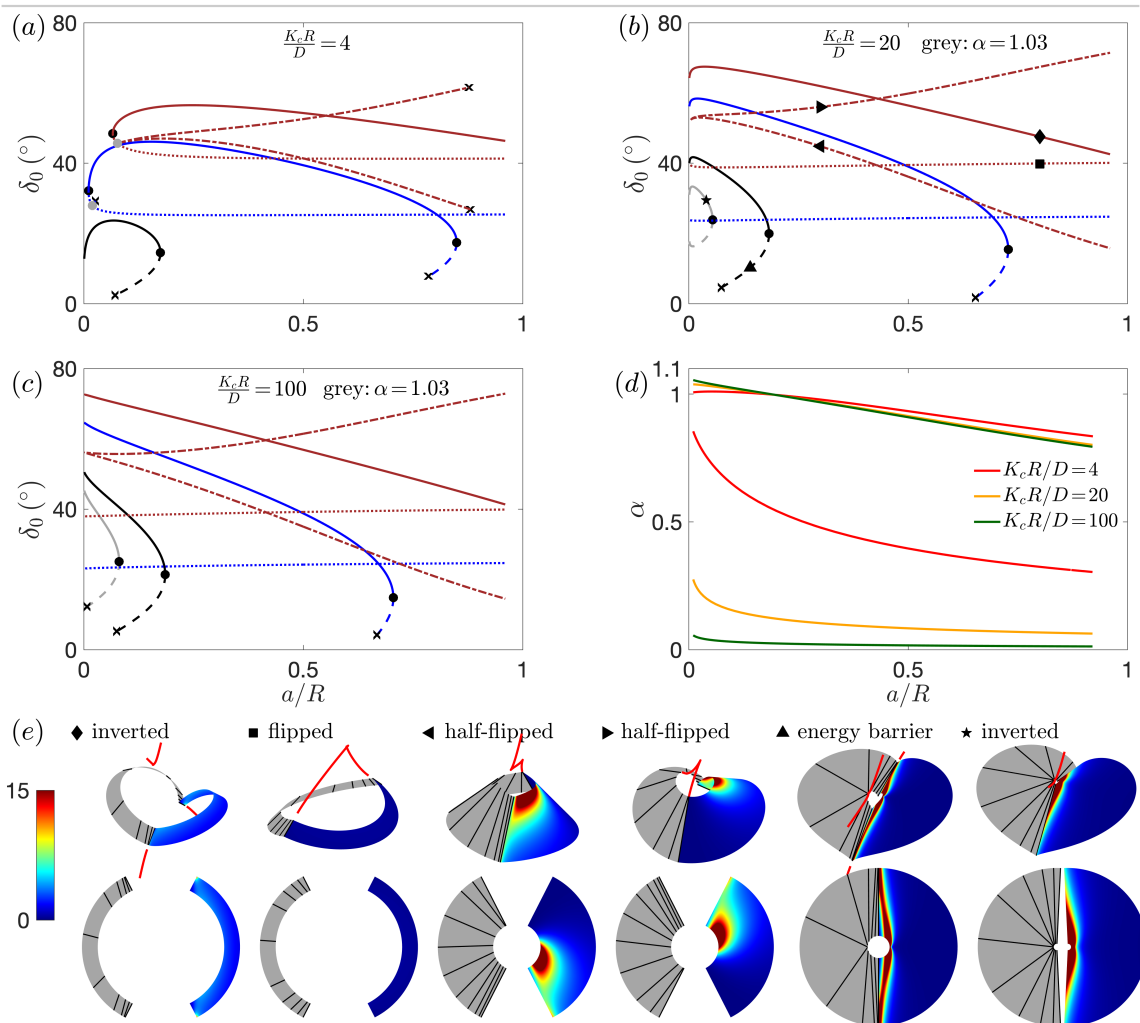 (a) K_cR/D = 4
80
40
0
δ₀ (°)
0 0.5 1
(b) K_cR/D = 20 grey: α = 1.03
80
40
0
δ₀ (°)
0 0.5 1
(c) K_cR/D = 100 grey: α = 1.03
80
40
0
δ₀ (°)
0 0.5 1
a/R
(d)
1.1
1
0.5
0
α
K_cR/D = 4
K_cR/D = 20
K_cR/D = 100
0 0.5 1
a/R
(e) ◆ inverted ■ flipped ◀ half-flipped ▶ half-flipped ▲ energy barrier ★ inverted
15
0